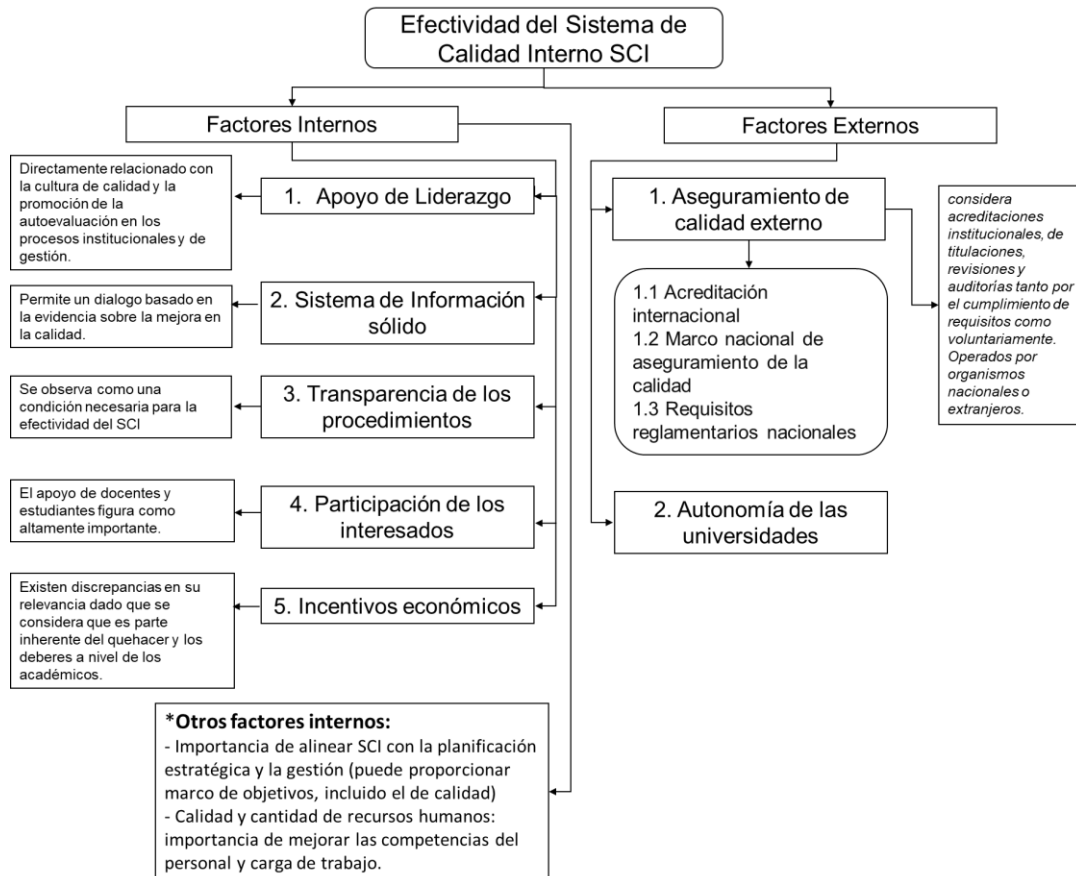 Efectividad del Sistema de
Calidad Interno SCI
Factores Internos
Factores Externos
Directamente relacionado con
la cultura de calidad y la
promoción de la
autoevaluación en los
procesos institucionales y de
gestión.
1. Apoyo de Liderazgo
Permite un dialogo basado en
la evidencia sobre la mejora en
la calidad.
2. Sistema de Información
sólido
Se observa como una
condición necesaria para la
efectividad del SCI
3. Transparencia de los
procedimientos
El apoyo de docentes y
estudiantes figura como
altamente importante.
4. Participación de los
interesados
Existen discrepancias en su
relevancia dado que se
considera que es parte
inherente del quehacer y los
deberes a nivel de los
académicos.
5. Incentivos económicos
*Otros factores internos:
- Importancia de alinear SCI con la planificación
estratégica y la gestión (puede proporcionar
marco de objetivos, incluido el de calidad)
- Calidad y cantidad de recursos humanos:
importancia de mejorar las competencias del
personal y carga de trabajo.
1. Aseguramiento de
calidad externo
considera
acreditaciones
institucionales, de
titulaciones,
revisiones y
auditorías tanto por
el cumplimiento de
requisitos como
voluntariamente.
Operados por
organismos
nacionales o
extranjeros.
1.1 Acreditación
internacional
1.2 Marco nacional de
aseguramiento de la
calidad
1.3 Requisitos
reglamentarios nacionales
2. Autonomía de las
universidades